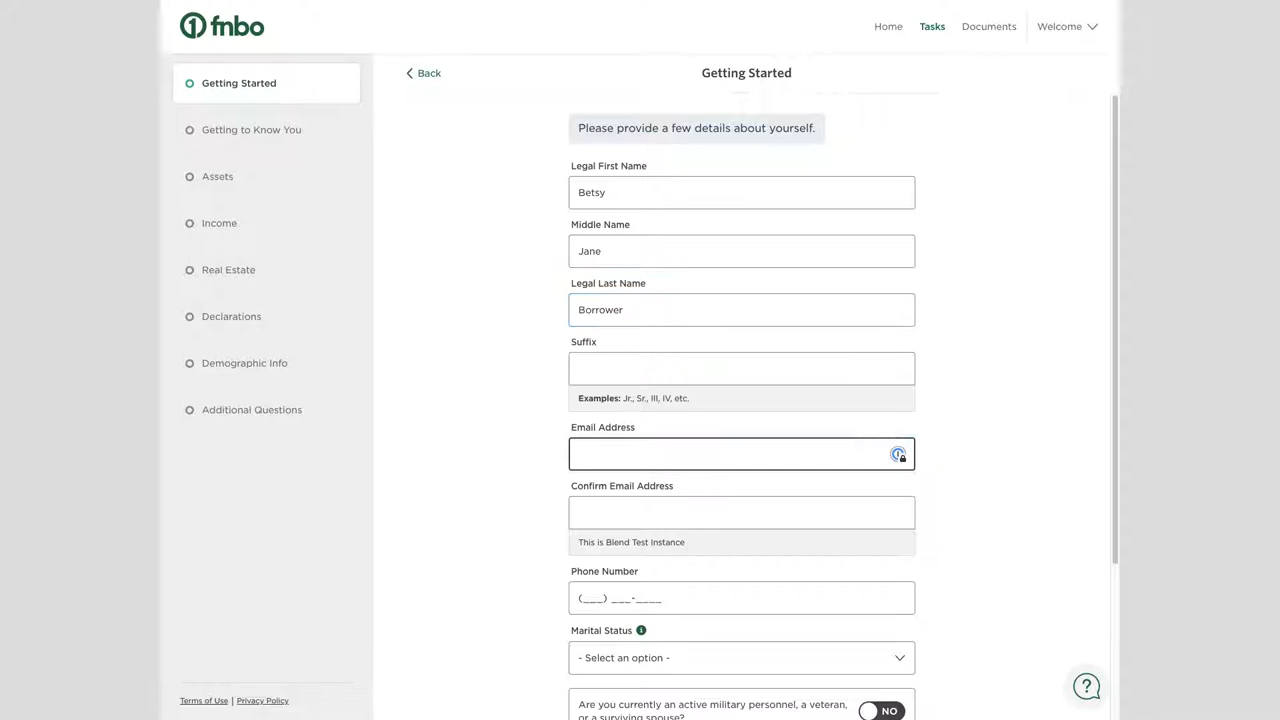 fnbo
Home Tasks Documents Welcome
Getting Started
Getting to Know You
Assets
Income
Real Estate
Declarations
Demographic Info
Additional Questions
Terms of Use | Privacy Policy
Back
Getting Started
Please provide a few details about yourself.
Legal First Name
Betsy
Middle Name
Jane
Legal Last Name
Borrower
Suffix
Examples: Jr., Sr., III, IV, etc.
Email Address
Confirm Email Address
This is Blend Test Instance
Phone Number
(___) ___-____
Marital Status
- Select an option -
Are you currently an active military personnel, a veteran,
or a surviving spouse?
NO